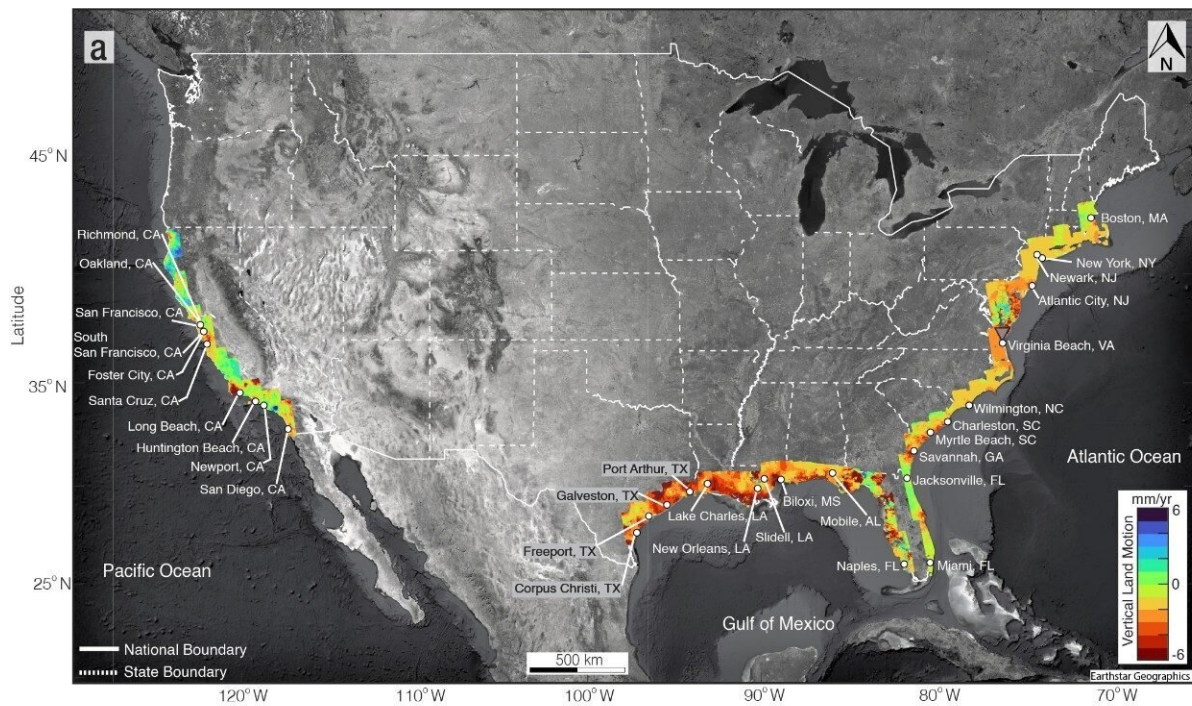 a
N
45°N
35°N
25°N
Latitude
Richmond, CA
Oakland, CA
San Francisco, CA
South
San Francisco, CA
Foster City, CA
Santa Cruz, CA
Long Beach, CA
Huntington Beach, CA
Newport, CA
San Diego, CA
Port Arthur, TX
Galveston, TX
Freeport, TX
Corpus Christi, TX
Lake Charles, LA
New Orleans, LA
Slidell, LA
Biloxi, MS
Mobile, AL
Naples, FL
Miami, FL
Boston, MA
New York, NY
Newark, NJ
Atlantic City, NJ
Virginia Beach, VA
Wilmington, NC
Charleston, SC
Myrtle Beach, SC
Savannah, GA
Jacksonville, FL
Atlantic Ocean
Pacific Ocean
Gulf of Mexico
mm/yr
6
0
-6
Vertical Land Motion
Earthstar Geographics
National Boundary
State Boundary
500 km
120°W
110°W
100°W
90°W
80°W
70°W